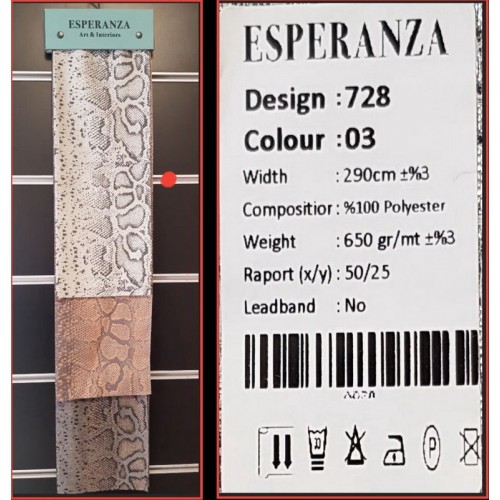 ESPERANZA
Art & Interiors
ESPERANZA
Design :728
Colour :03
Width : 290cm ±%3
Compositior : %100 Polyester
Weight : 650 gr/mt ±%3
Raport (x/y) : 50/25
Leadband : No
P